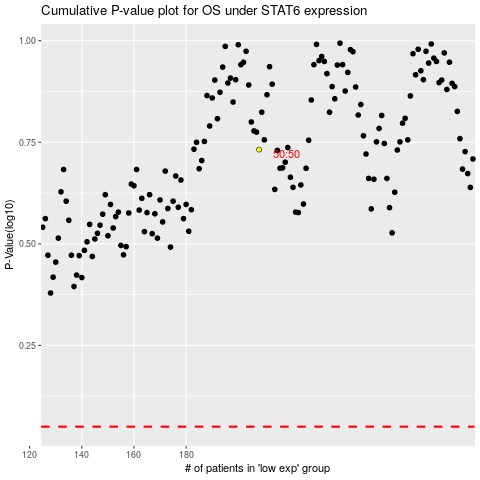 Cumulative P-value plot for OS under STAT6 expression
P-Value(log10)
1.00
0.75
0.50
0.25
50:50
120 140 160 180
# of patients in 'low exp' group